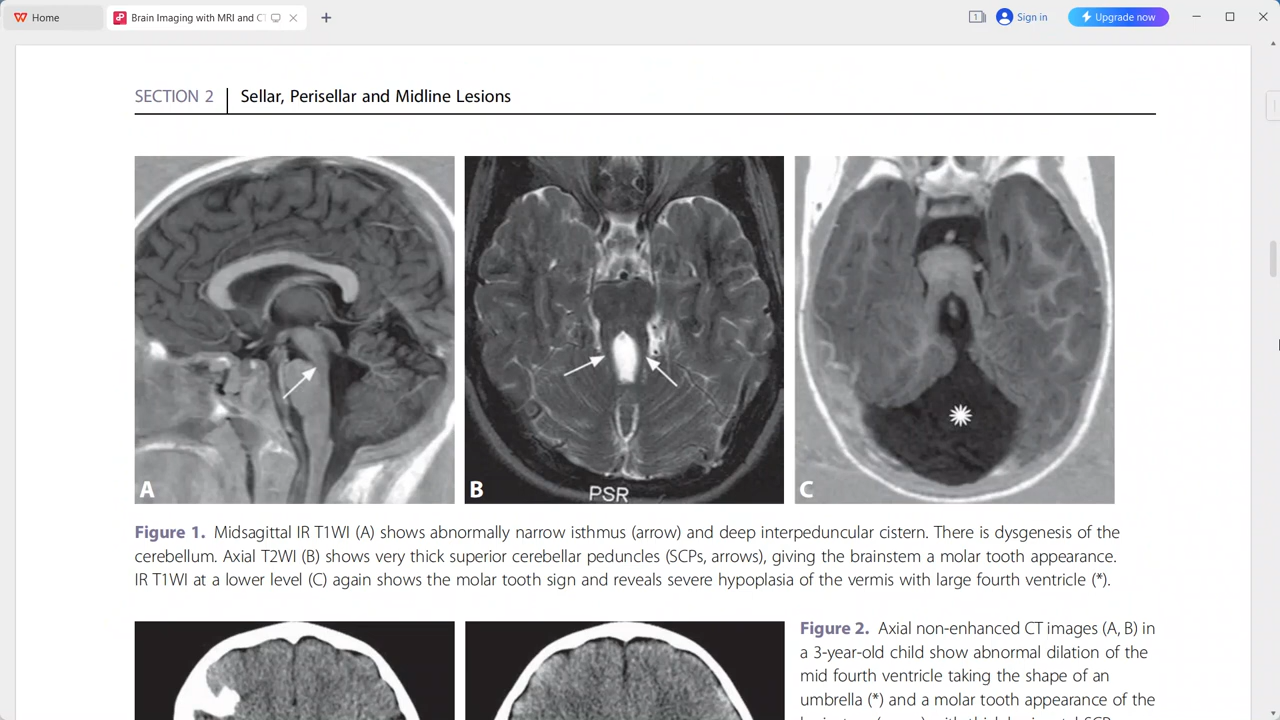 Home
Brain Imaging with MRI and C
1
Sign in
Upgrade now
SECTION 2
Sellar, Perisellar and Midline Lesions
A
B
PSR
C
Figure 1. Midsagittal IR T1WI (A) shows abnormally narrow isthmus (arrow) and deep interpeduncular cistern. There is dysgenesis of the
cerebellum. Axial T2WI (B) shows very thick superior cerebellar peduncles (SCPs, arrows), giving the brainstem a molar tooth appearance.
IR T1WI at a lower level (C) again shows the molar tooth sign and reveals severe hypoplasia of the vermis with large fourth ventricle (*).
Figure 2. Axial non-enhanced CT images (A, B) in
a 3-year-old child show abnormal dilation of the
mid fourth ventricle taking the shape of an
umbrella (*) and a molar tooth appearance of the